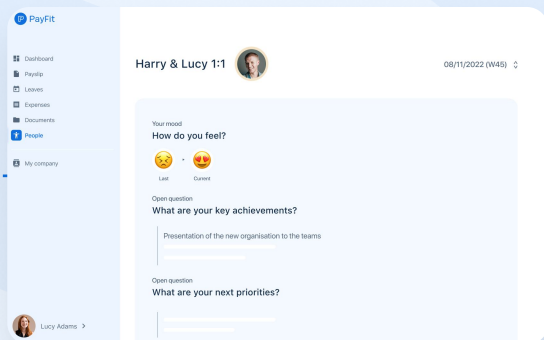 PayFit
Dashboard
Payslip
Leaves
Expenses
Documents
People
My company
Lucy Adams
Harry & Lucy 1:1
08/11/2022 (W45)
Your mood
How do you feel?
Last
Current
Open question
What are your key achievements?
Presentation of the new organisation to the teams
Open question
What are your next priorities?